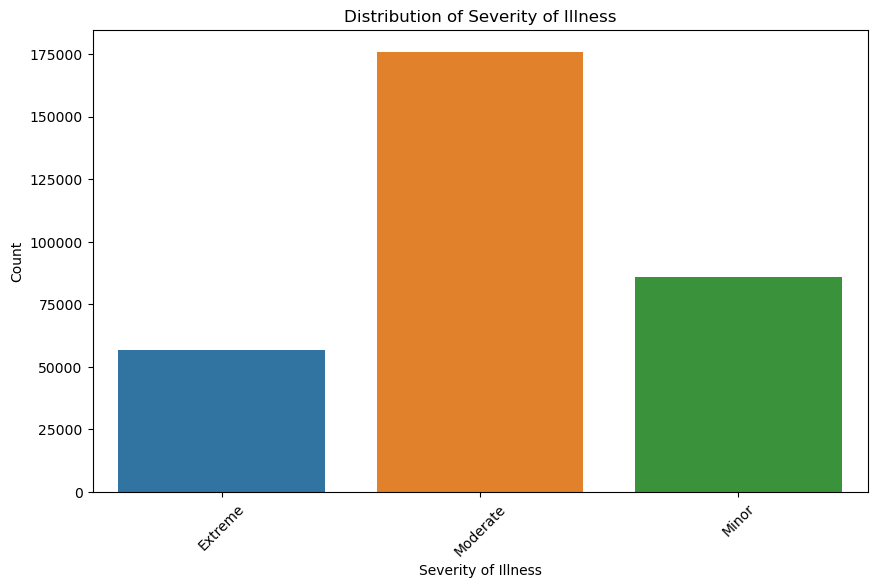 Distribution of Severity of Illness
175000
150000
125000
100000
75000
50000
25000
0
Count
Extreme
Moderate
Minor
Severity of Illness